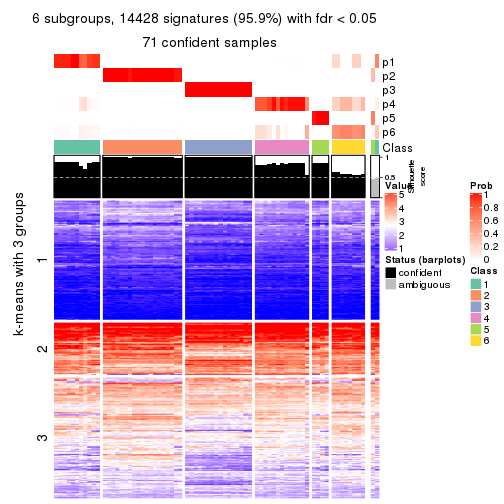 6 subgroups, 14428 signatures (95.9%) with fdr < 0.05
71 confident samples
p1
p2
p3
p4
p5
p6
Class
1
0.5
0
Silhouette
score
k-means with 3 groups
1
2
3
Value
5
4
3
2
1
Status (barplots)
confident
ambiguous
Prob
1
0.8
0.6
0.4
0.2
0
Class
1
2
3
4
5
6